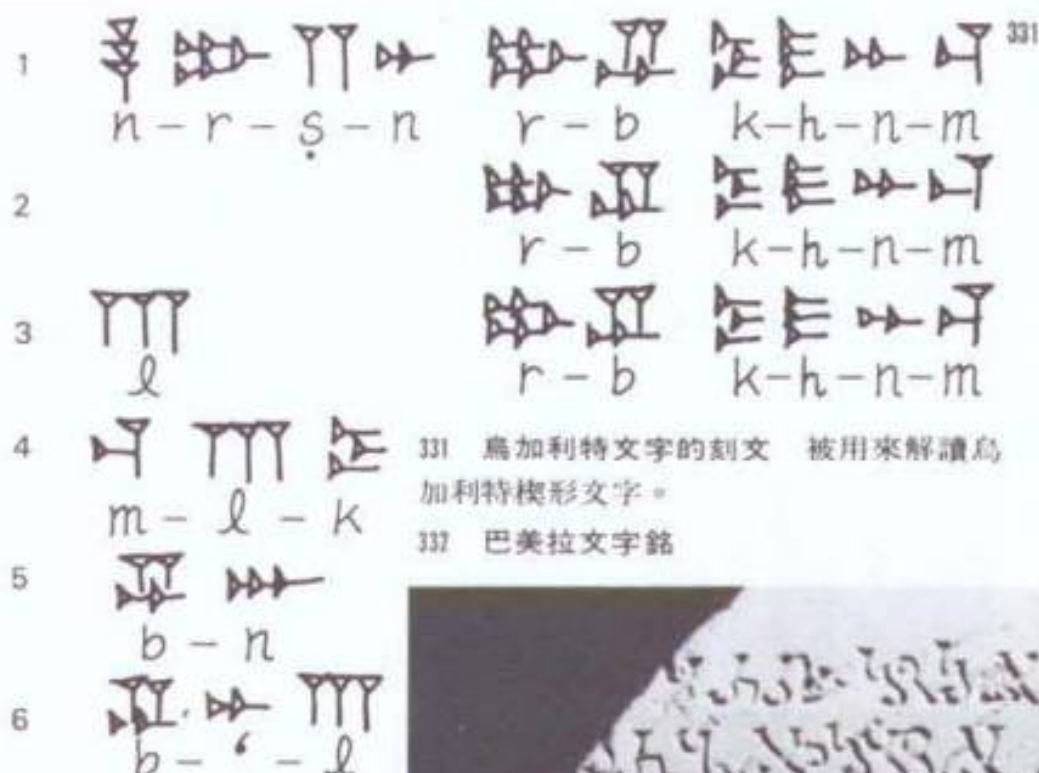 1 𐎃 𐎗 𐎕 𐎐 𐎗 𐎁 𐎋 𐎅 𐎐 𐎎 331
h – r – ṣ – n r – b k–h–n–m
2 𐎗 𐎁 𐎋 𐎅 𐎐 𐎎
r – b k–h–n–m
3 𐎍 𐎗 𐎁 𐎋 𐎅 𐎐 𐎎
l r – b k–h–n–m
4 𐎎 𐎍 𐎋
m – l – k
5 𐎁 𐎐
b – n
6 𐎁 𐎓 𐎍
b – ʿ – l
331 烏加利特文字的刻文 被用來解讀烏
加利特楔形文字。
332 巴美拉文字銘